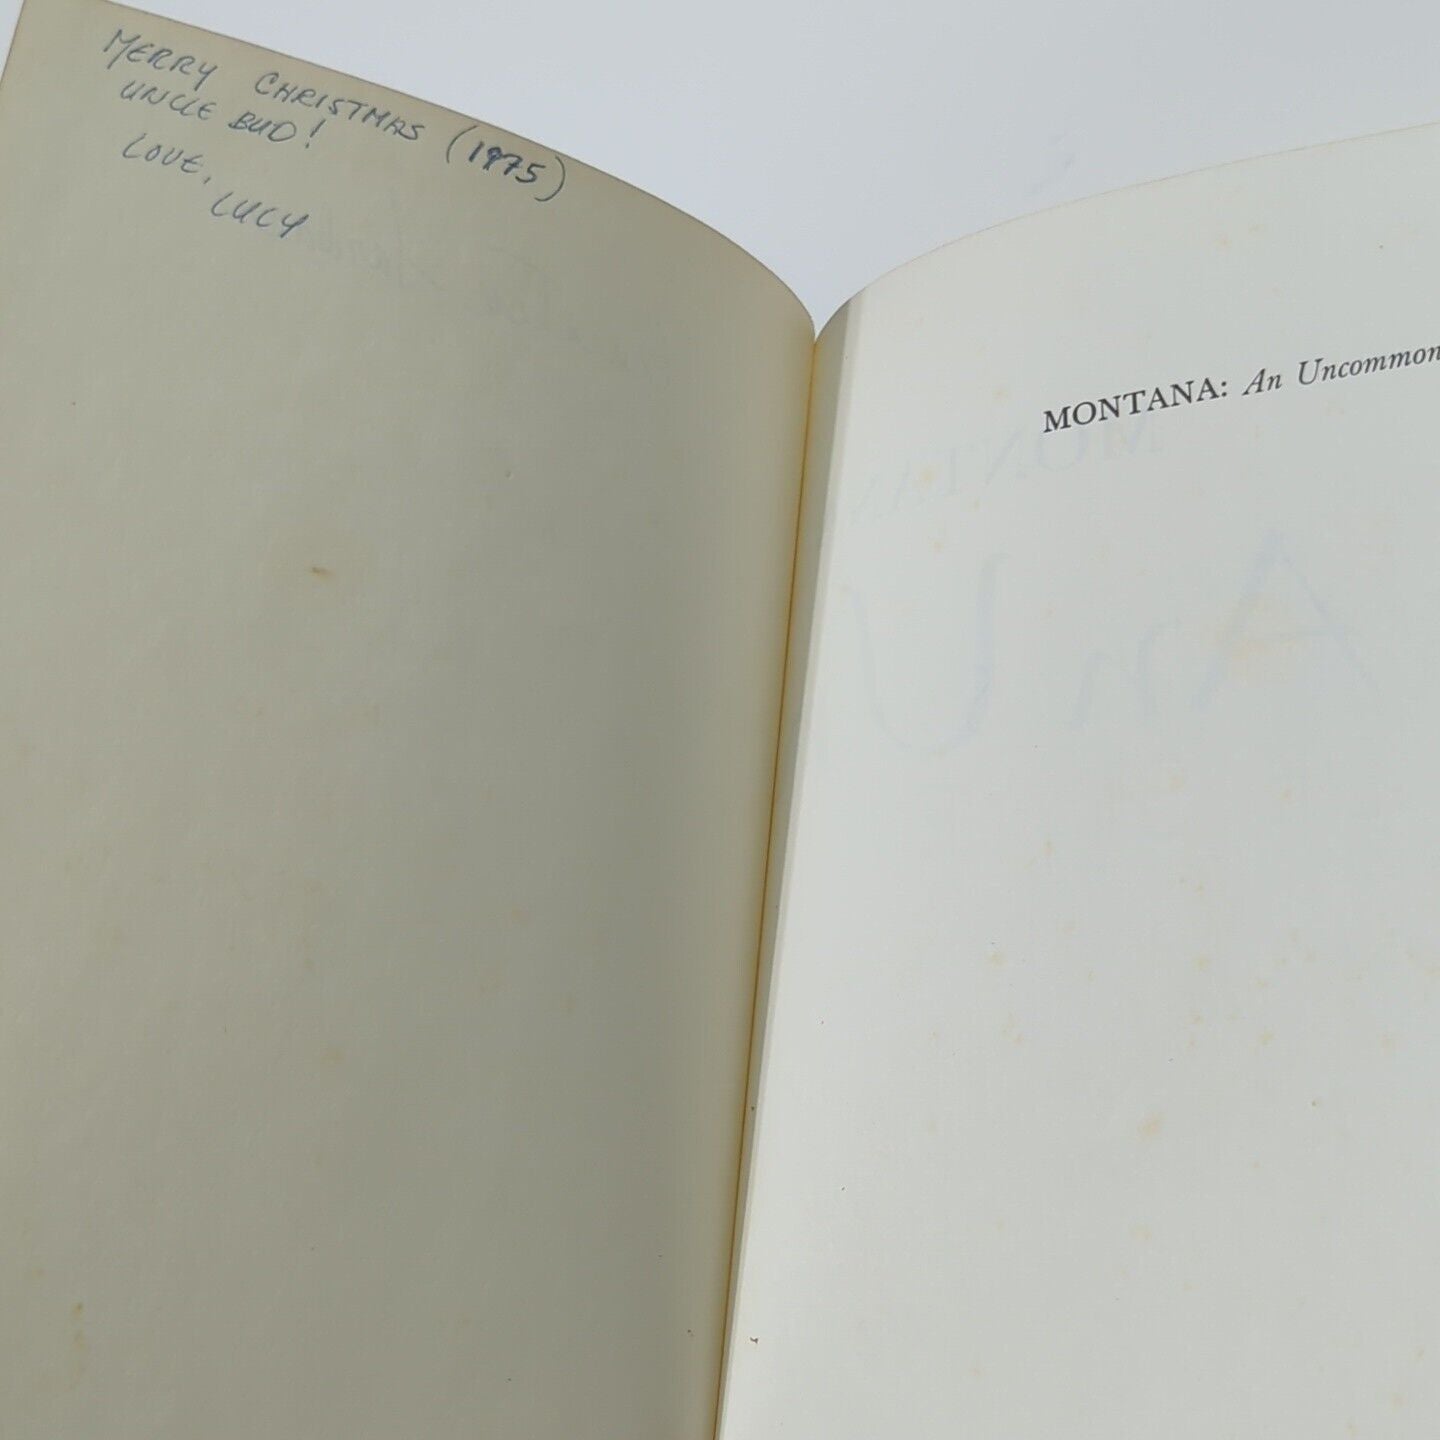 MERRY CHRISTMAS (1975)
UNCLE BUD!
LOVE,
LUCY
MONTANA: An Uncommon